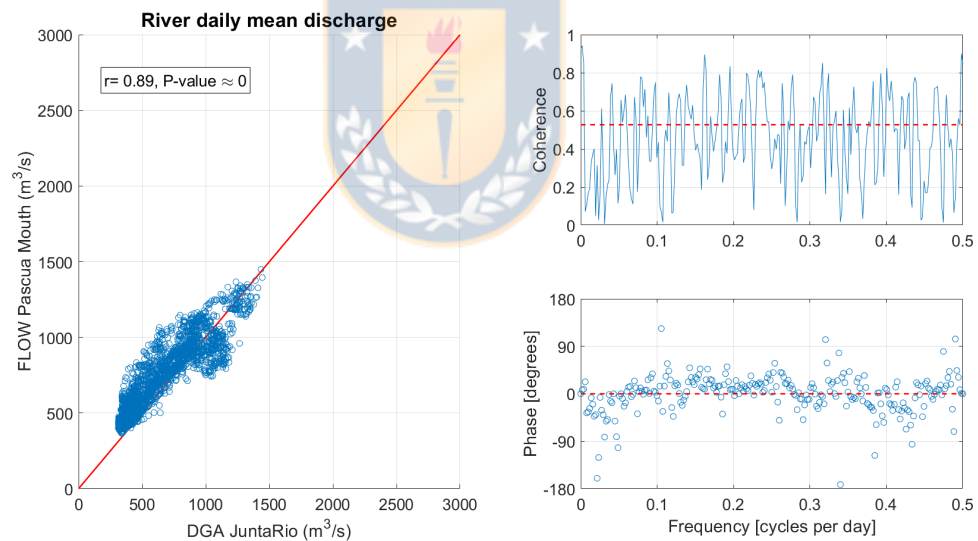 River daily mean discharge
r= 0.89, P-value ≈ 0
FLOW Pascua Mouth (m³/s)
3000
2500
2000
1500
1000
500
0
0 500 1000 1500 2000 2500 3000
DGA JuntaRio (m³/s)
Coherence
1
0.8
0.6
0.4
0.2
0
0 0.1 0.2 0.3 0.4 0.5
Phase [degrees]
180
90
0
-90
-180
0 0.1 0.2 0.3 0.4 0.5
Frequency [cycles per day]